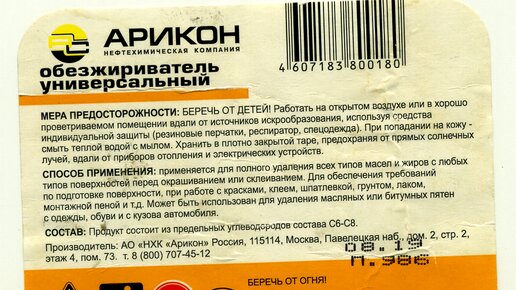 АРИКОН
НЕФТЕХИМИЧЕСКАЯ КОМПАНИЯ
обезжириватель
универсальный
4 607183 800180
МЕРА ПРЕДОСТОРОЖНОСТИ: БЕРЕЧЬ ОТ ДЕТЕЙ! Работать на открытом воздухе или в хорошо
проветриваемом помещении вдали от источников искрообразования, используя средства
индивидуальной защиты (резиновые перчатки, респиратор, спецодежда). При попадании на кожу -
смыть теплой водой с мылом. Хранить в плотно закрытой таре, предохраняя от прямых солнечных
лучей, вдали от приборов отопления и электрических устройств.
СПОСОБ ПРИМЕНЕНИЯ: применяется для полного удаления всех типов масел и жиров с любых
типов поверхностей перед окрашиванием или склеиванием. Для обеспечения требований
по подготовке поверхности, при работе с красками, клеем, шпатлевкой, грунтом, лаком,
монтажной пеной и т.д. Может быть использован для удаления масляных или битумных пятен
с одежды, обуви и с кузова автомобиля.
СОСТАВ: Продукт состоит из предельных углеводородов состава С6-С8.
Производитель: АО «НХК «Арикон» Россия, 115114, Москва, Павелецкая наб., дом. 2, стр. 2,
этаж 4, пом. 73. т. 8 (800) 707-45-12
08.19
П.986
БЕРЕЧЬ ОТ ОГНЯ!